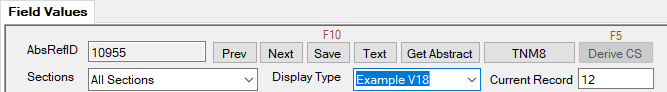 Field Values
F10 F5
AbsRefID 10955 Prev Next Save Text Get Abstract TNM8 Derive CS
Sections All Sections Display Type Example V18 Current Record 12